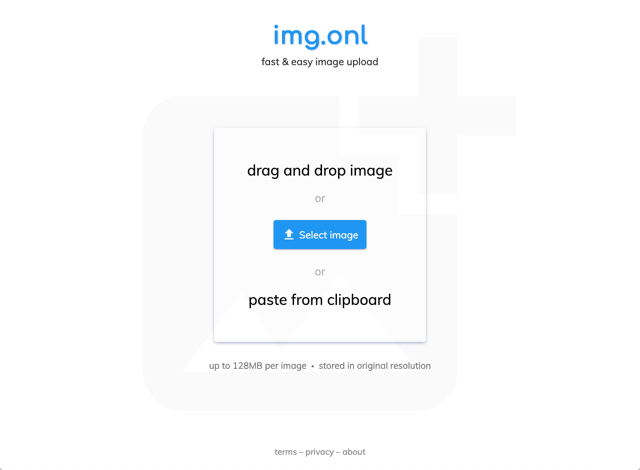 img.onl
fast & easy image upload
drag and drop image
or
Select image
or
paste from clipboard
up to 128MB per image • stored in original resolution
terms – privacy – about